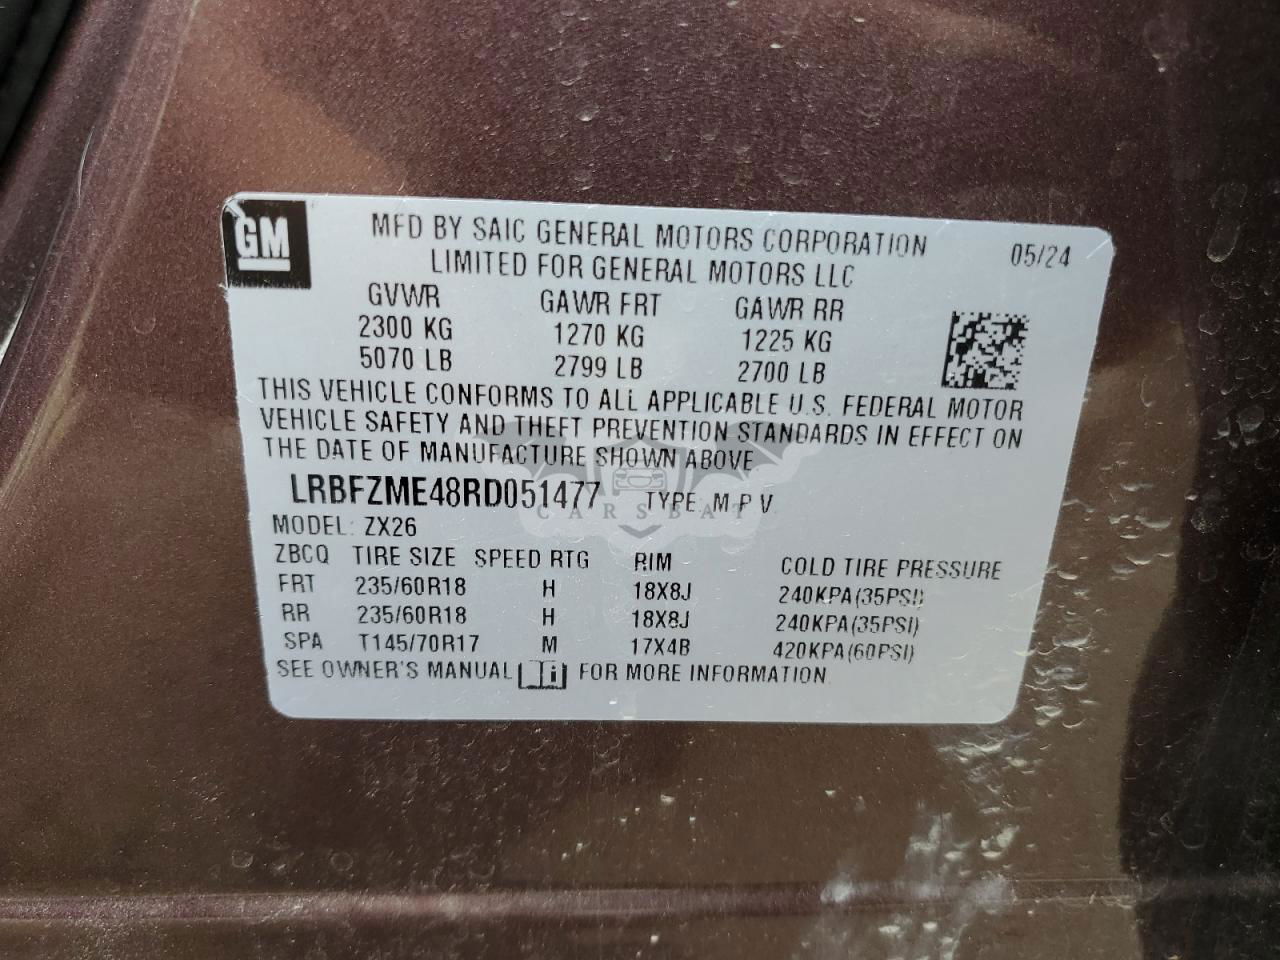 GM
MFD BY SAIC GENERAL MOTORS CORPORATION 05/24
LIMITED FOR GENERAL MOTORS LLC
GVWR GAWR FRT GAWR RR
2300 KG 1270 KG 1225 KG
5070 LB 2799 LB 2700 LB
THIS VEHICLE CONFORMS TO ALL APPLICABLE U.S. FEDERAL MOTOR
VEHICLE SAFETY AND THEFT PREVENTION STANDARDS IN EFFECT ON
THE DATE OF MANUFACTURE SHOWN ABOVE
LRBFZME48RD051477 TYPE: M P V
CARSBAT
MODEL: ZX26
ZBCQ TIRE SIZE SPEED RTG RIM COLD TIRE PRESSURE
FRT 235/60R18 H 18X8J 240KPA(35PSI)
RR 235/60R18 H 18X8J 240KPA(35PSI)
SPA T145/70R17 M 17X4B 420KPA(60PSI)
SEE OWNER'S MANUAL i FOR MORE INFORMATION.